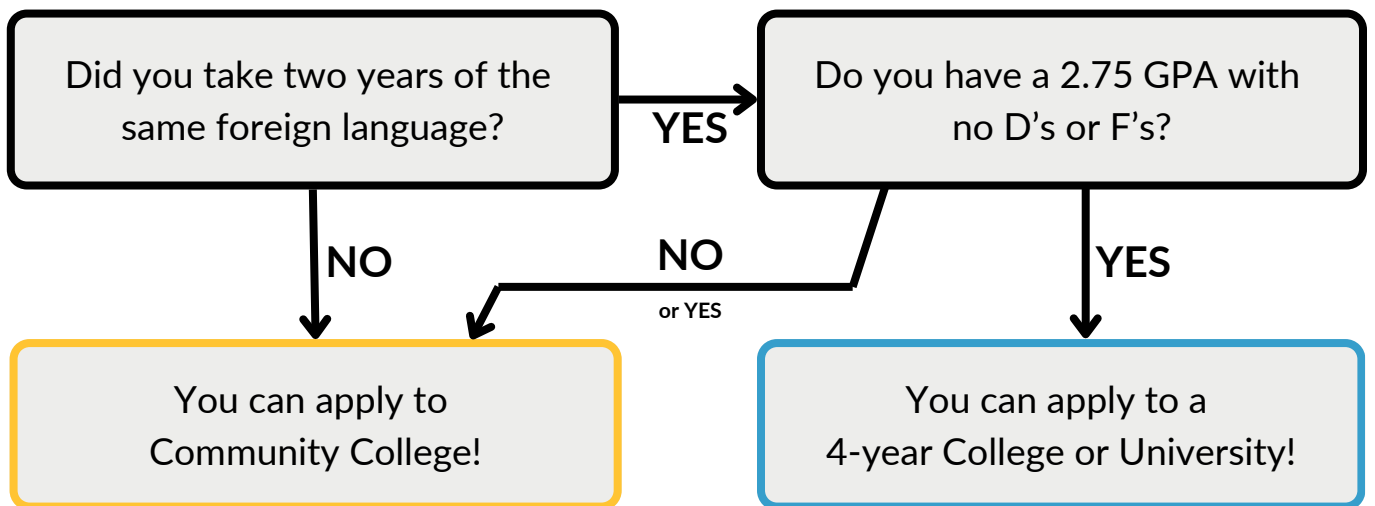 Did you take two years of the
same foreign language?
YES
Do you have a 2.75 GPA with
no D’s or F’s?
NO
NO
or YES
YES
You can apply to
Community College!
You can apply to a
4-year College or University!